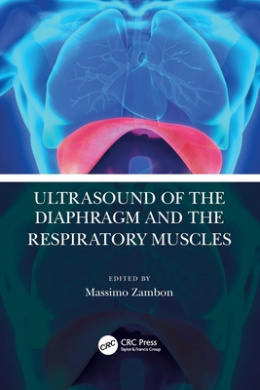 ULTRASOUND OF THE
DIAPHRAGM AND THE
RESPIRATORY MUSCLES
EDITED BY
Massimo Zambon
CRC
CRC Press
Taylor & Francis Group